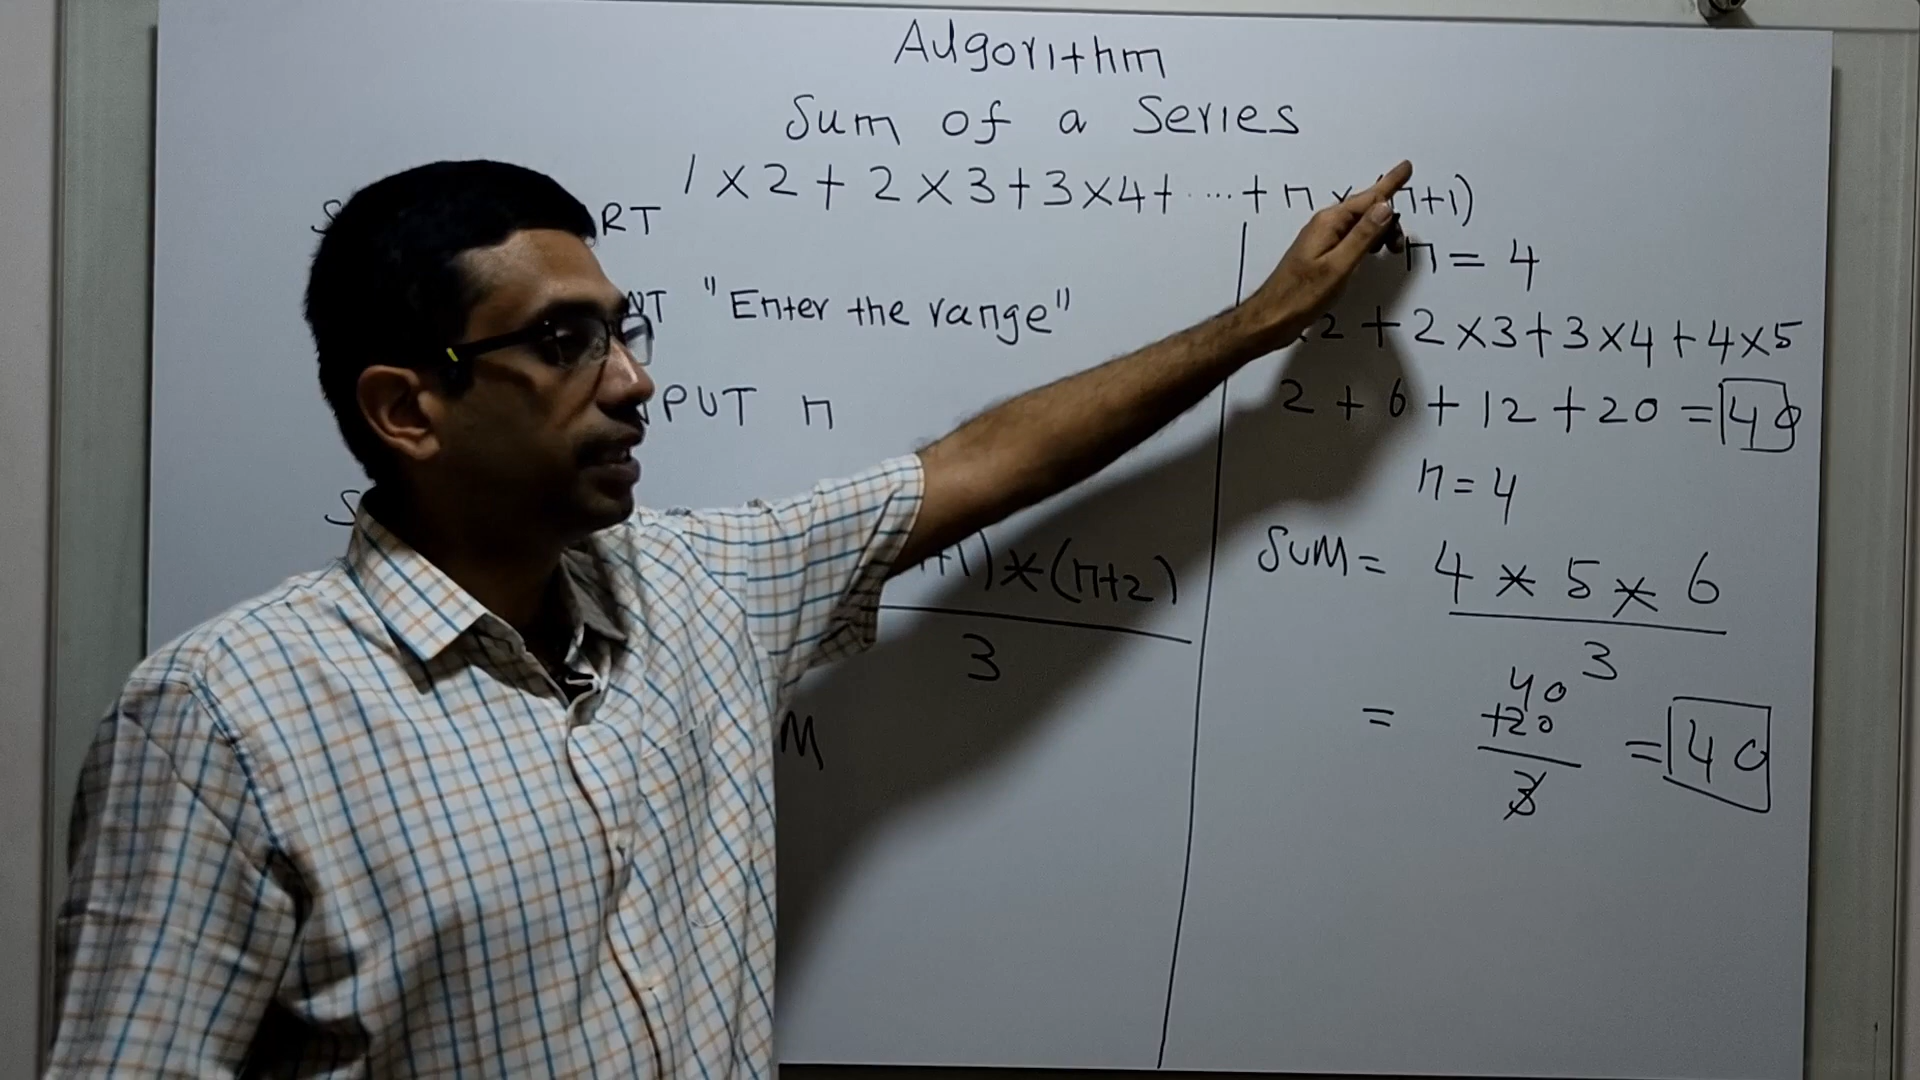 Algorithm
Sum of a Series
1 × 2 + 2 × 3 + 3 × 4 + ... + n × (n+1)
RT
NT "Enter the range"
PUT n
S
+1) * (n+2)
3
M
n = 4
2 + 2 × 3 + 3 × 4 + 4 × 5
2 + 6 + 12 + 20 = 40
n = 4
SUM = 4 * 5 * 6
3
40
= +20 = 40
3